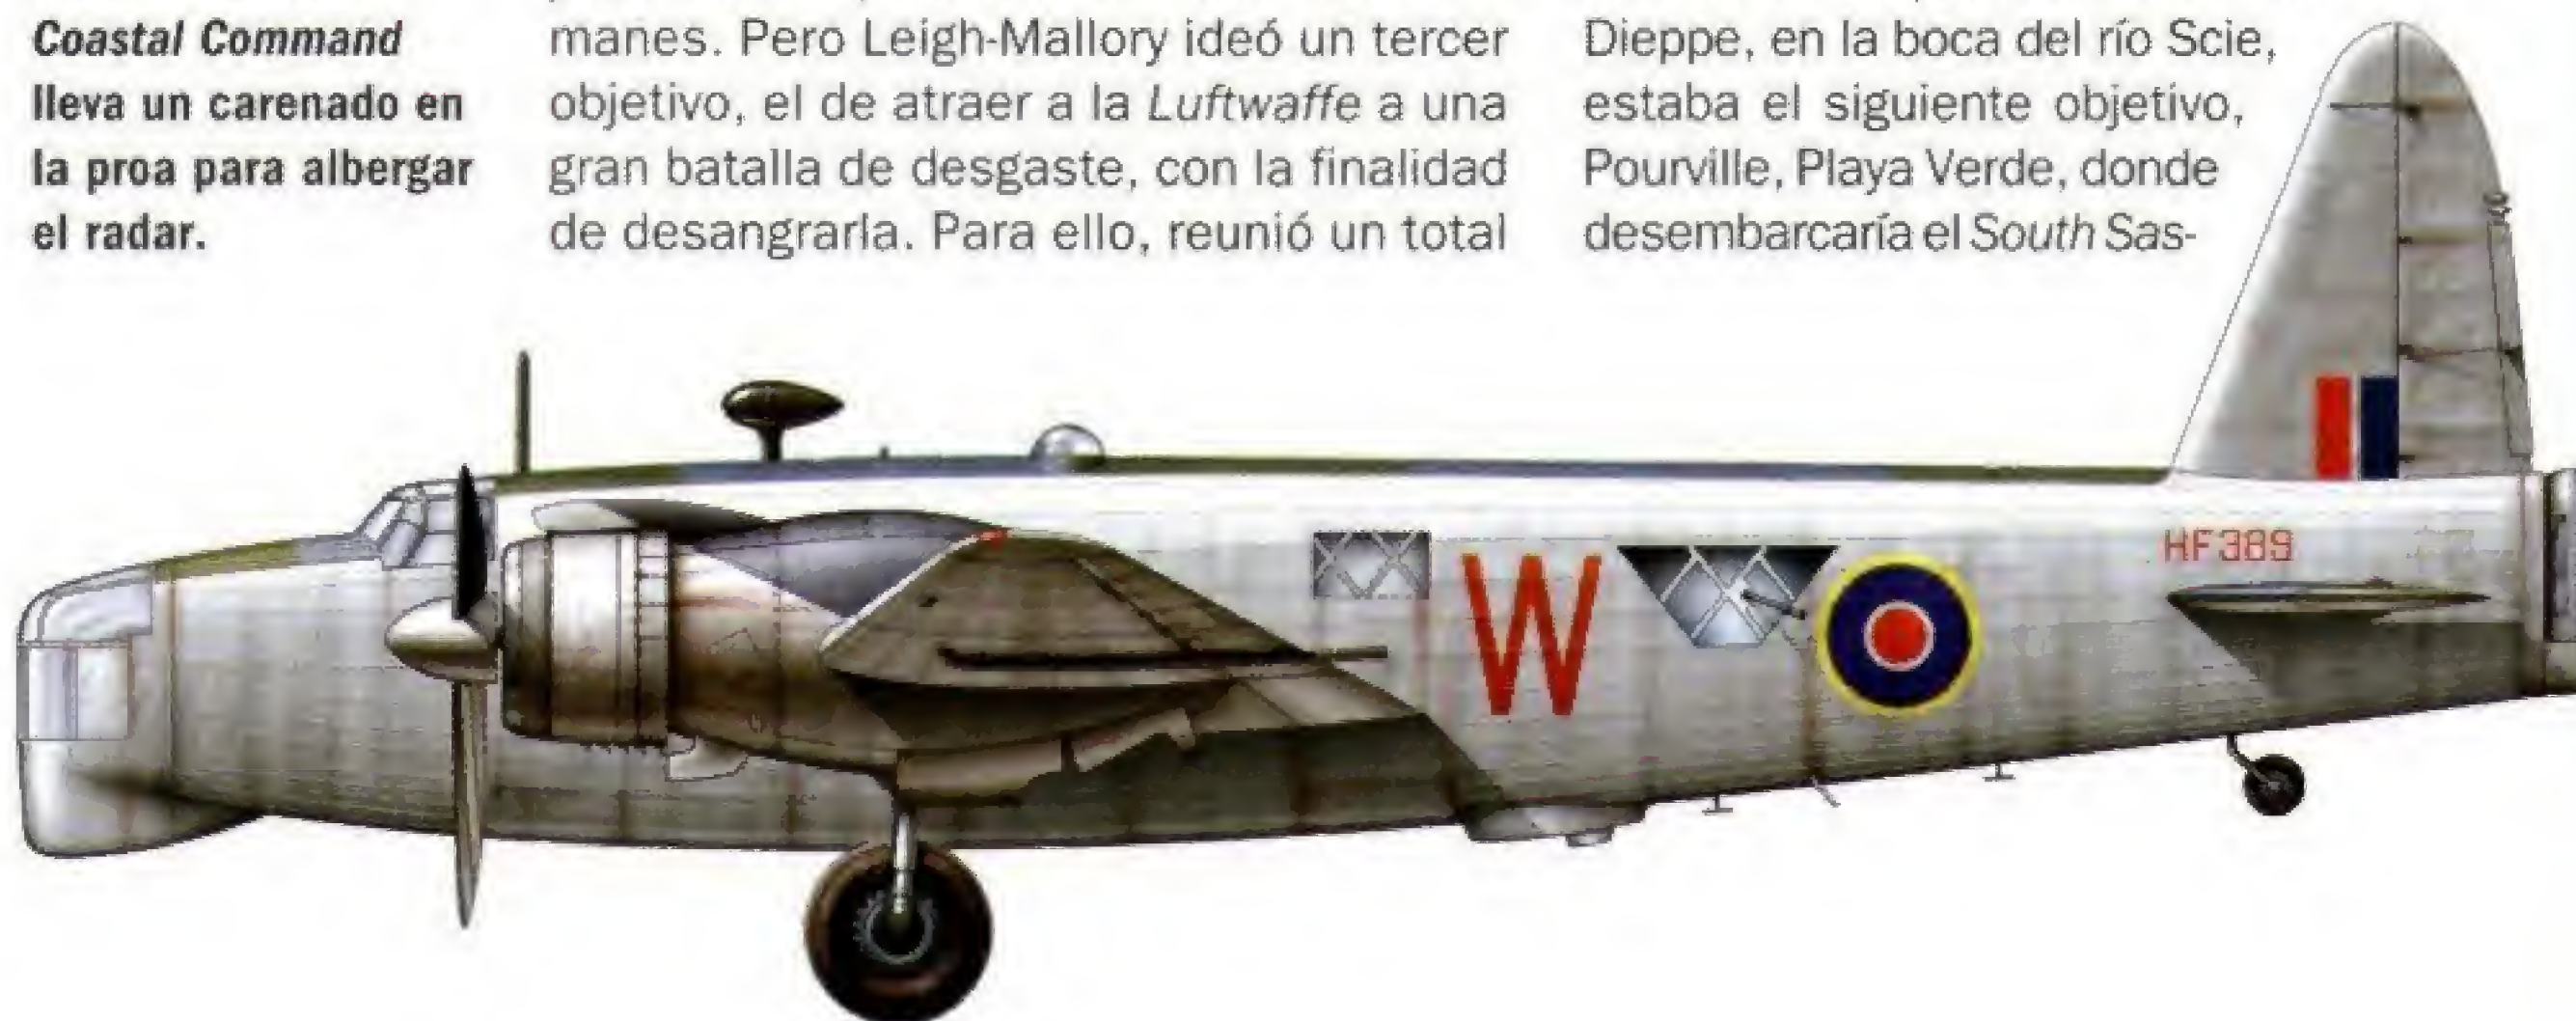 Coastal Command
lleva un carenado en
la proa para albergar
el radar.
manes. Pero Leigh-Mallory ideó un tercer
objetivo, el de atraer a la Luftwaffe a una
gran batalla de desgaste, con la finalidad
de desangrarla. Para ello, reunió un total
Dieppe, en la boca del río Scie,
estaba el siguiente objetivo,
Pourville, Playa Verde, donde
desembarcaría el South Sas-
W
HF389